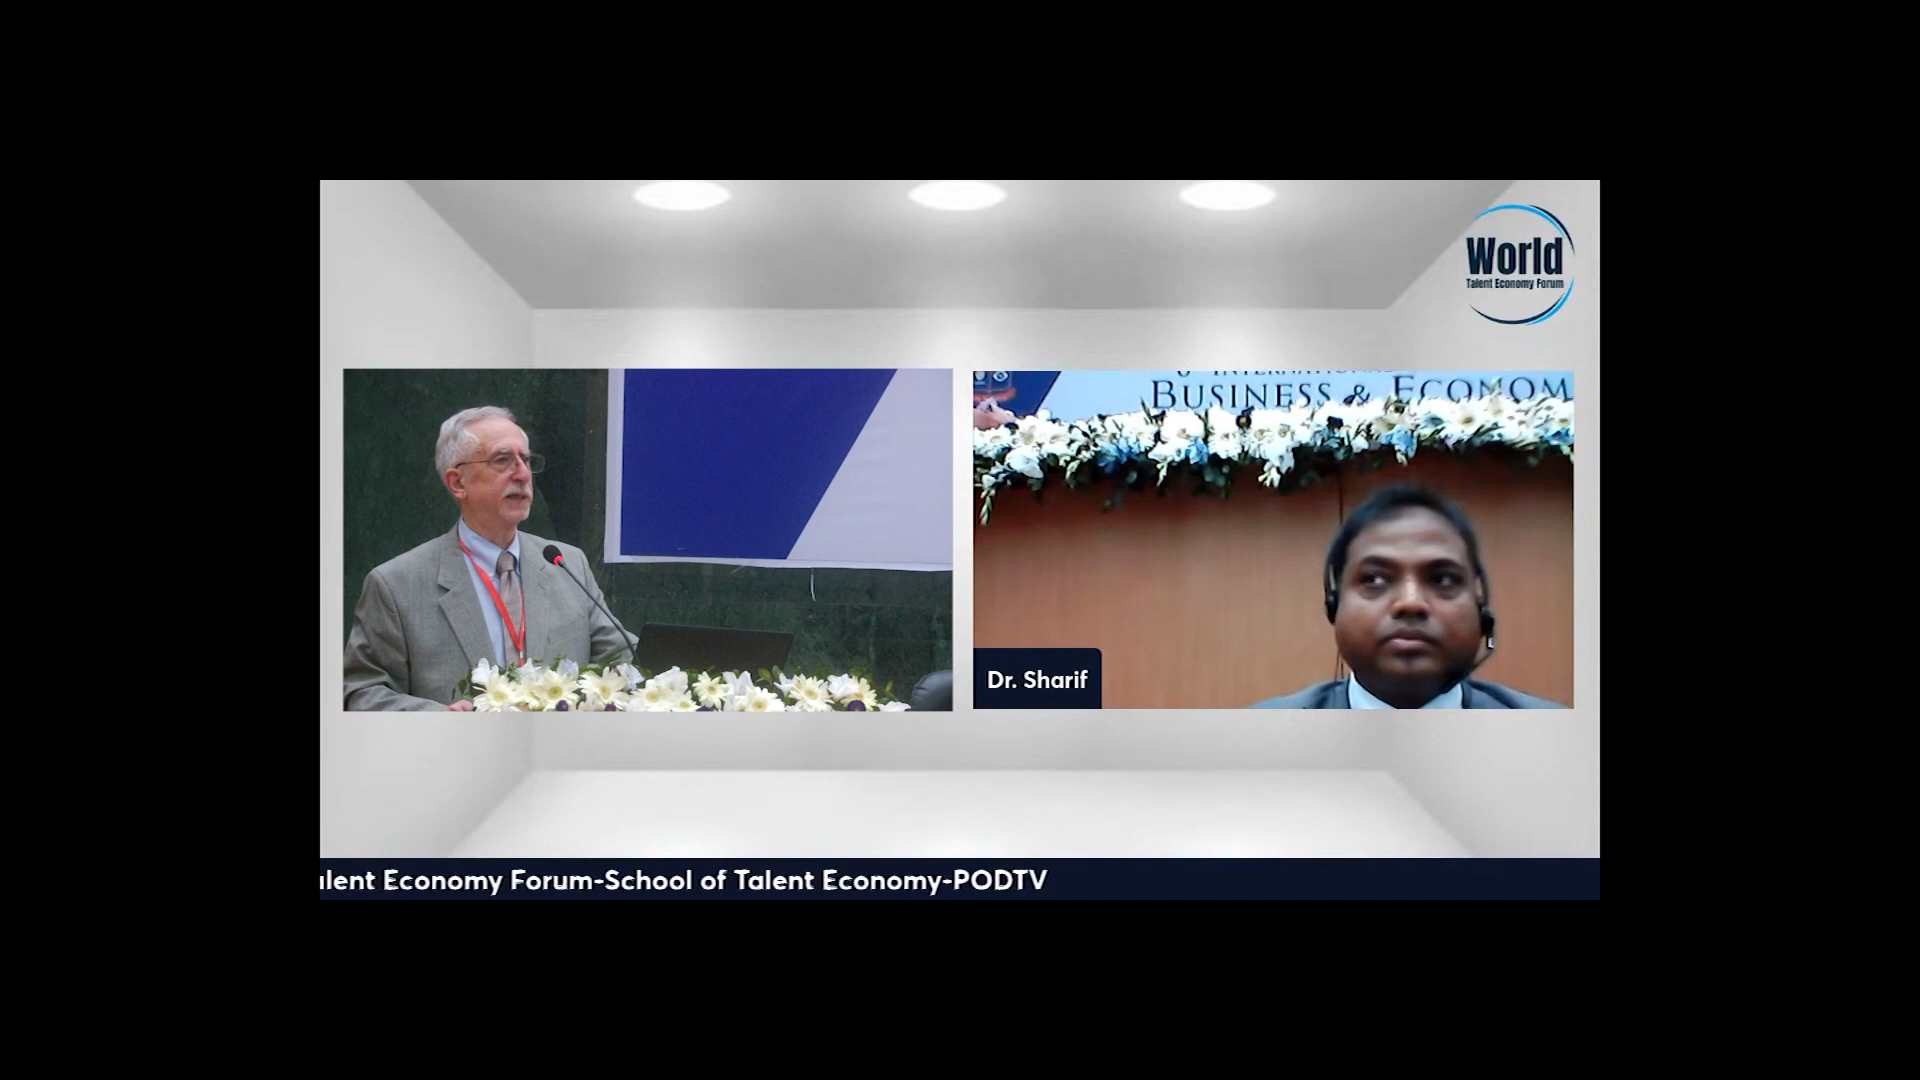 World
Talent Economy Forum
BUSINESS & ECONOM
Dr. Sharif
alent Economy Forum-School of Talent Economy-PODTV